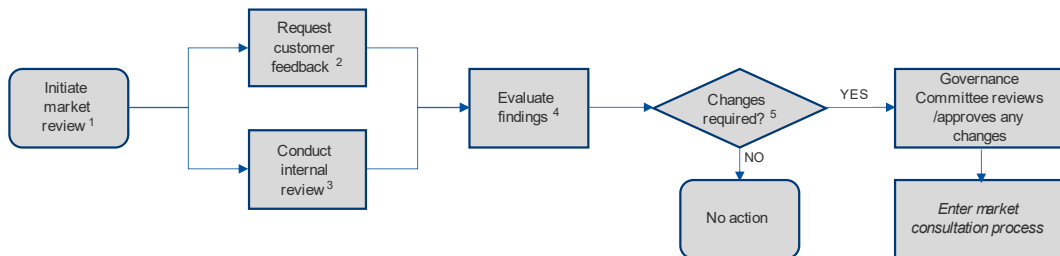 Initiate
market
review 1
Request
customer
feedback 2
Conduct
internal
review 3
Evaluate
findings 4
Changes
required? 5
YES
NO
No action
Governance
Committee reviews
/approves any
changes
Enter market
consultation process